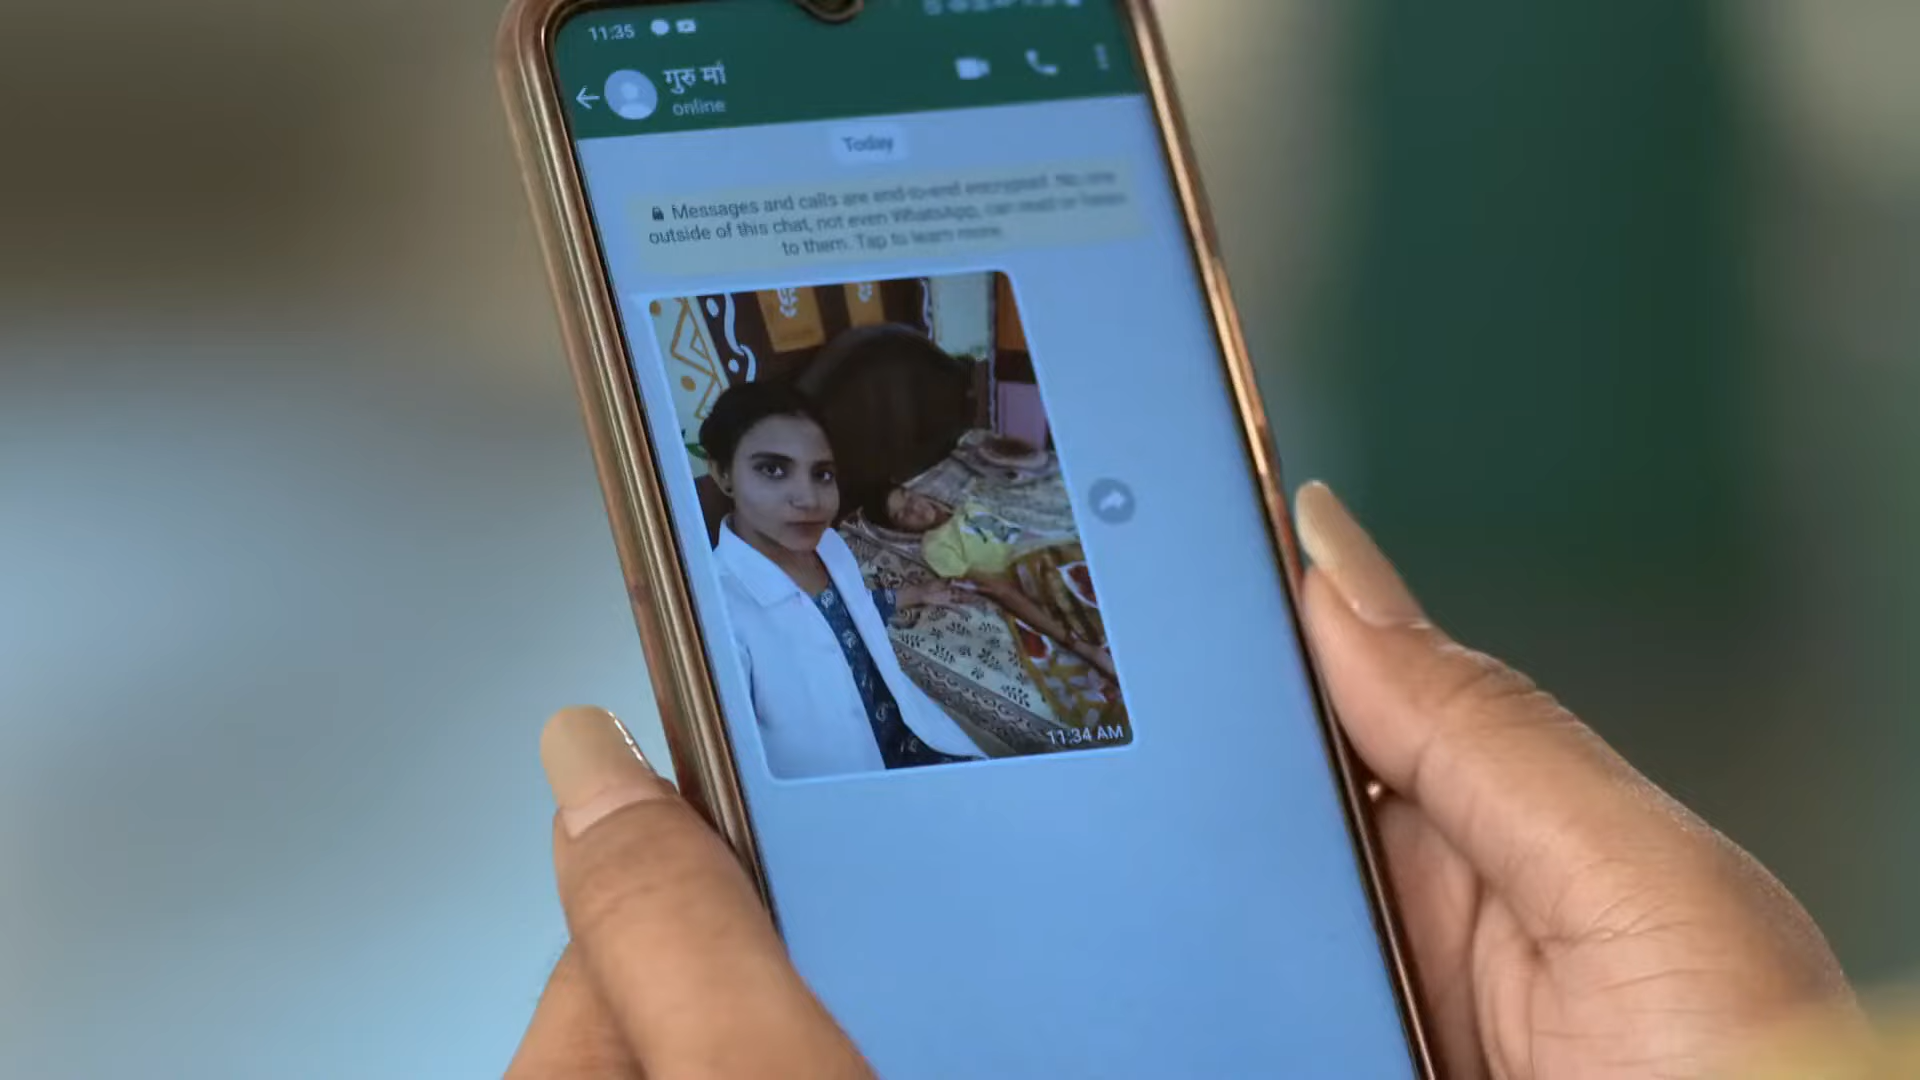 11:35
गुरु माँ
online
Today
Messages and calls are end-to-end encrypted. No one
outside of this chat, not even WhatsApp, can read or listen
to them. Tap to learn more.
11:34 AM